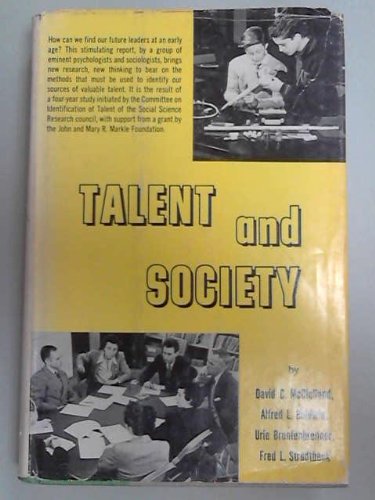 How can we find our future leaders at an early
age? This stimulating report, by a group of
eminent psychologists and sociologists, brings
new research, new thinking to bear on the
methods that must be used to identify our
sources of valuable talent. It is the result of
a four-year study initiated by the Committee on
Identification of Talent of the Social Science
Research council, with support from a grant by
the John and Mary R. Markle Foundation.
TALENT and
SOCIETY
by
David C. McClelland,
Alfred L. Baldwin,
Urie Bronfenbrenner,
Fred L. Strodtbeck